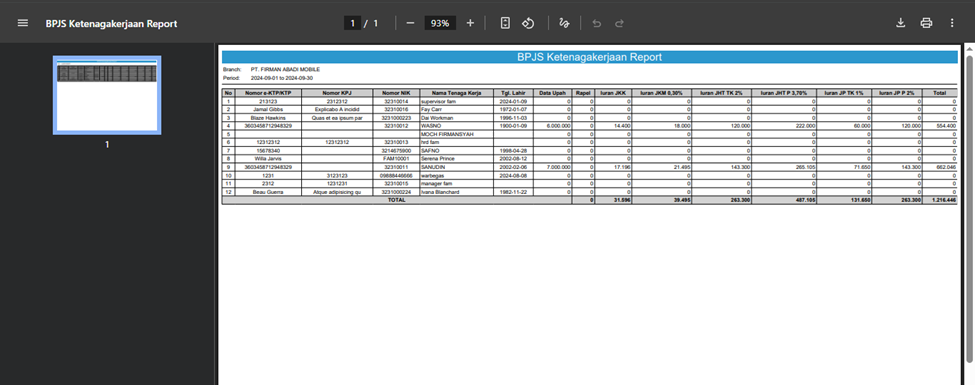 BPJS Ketenagakerjaan Report
1 / 1
93%
1
BPJS Ketenagakerjaan Report
Branch: PT. FIRMAN ABADI MOBILE
Period: 2024-09-01 to 2024-09-30
No Nomor e-KTP/KTP Nomor KPJ Nomor NIK Nama Tenaga Kerja Tgl. Lahir Data Upah Rapel Iuran JKK Iuran JKM 0,30% Iuran JHT TK 2% Iuran JHT P 3,70% Iuran JP TK 1% Iuran JP P 2% Total
1 213123 2312312 32310014 supervisor fam 2024-01-09 0 0 0 0 0 0 0 0 0
2 Jamal Gibbs Explicabo A incidid 32310016 Fay Carr 1972-01-07 0 0 0 0 0 0 0 0 0
3 Blaze Hawkins Quas et ea ipsum par 3231000223 Dai Workman 1996-11-03 0 0 0 0 0 0 0 0 0
4 3603458712948329 32310012 WASNO 1900-01-09 6.000.000 0 14.400 18.000 120.000 222.000 60.000 120.000 554.400
5 MOCH FIRMANSYAH 0 0 0 0 0 0 0 0 0
6 12312312 12312312 32310013 hrd fam 0 0 0 0 0 0 0 0 0
7 15678340 3214675900 SAFNO 1998-04-28 0 0 0 0 0 0 0 0 0
8 Willa Jarvis FAM10001 Serena Prince 2002-08-12 0 0 0 0 0 0 0 0 0
9 3603458712948329 32310011 SANUDIN 2002-02-06 7.000.000 0 17.196 21.495 143.300 265.105 71.650 143.300 662.046
10 1231 3123123 09888446666 warbegas 2024-08-08 0 0 0 0 0 0 0 0 0
11 2312 1231231 32310015 manager fam 0 0 0 0 0 0 0 0 0
12 Beau Guerra Atque adipisicing qu 3231000224 Ivana Blanchard 1982-11-22 0 0 0 0 0 0 0 0 0
TOTAL 0 31.596 39.495 263.300 487.105 131.650 263.300 1.216.446